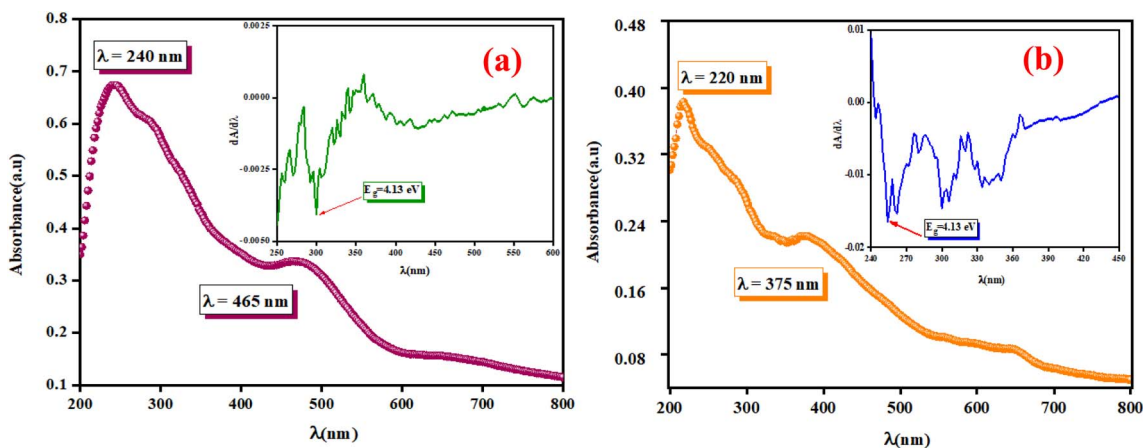 (a)
λ = 240 nm
λ = 465 nm
Absorbance(a.u)
0.8
0.7
0.6
0.5
0.4
0.3
0.2
0.1
200 300 400 500 600 700 800
λ(nm)
0.0025
0.0000
-0.0025
-0.0050
dA/dλ
Eg=4.13 eV
250 300 350 400 450 500 550 600
λ(nm)
(b)
λ = 220 nm
λ = 375 nm
Absorbance(a.u)
0.48
0.40
0.32
0.24
0.16
0.08
200 300 400 500 600 700 800
λ(nm)
0.01
0.00
-0.01
-0.02
dA/dλ
Eg=4.13 eV
240 270 300 330 360 390 420 450
λ(nm)